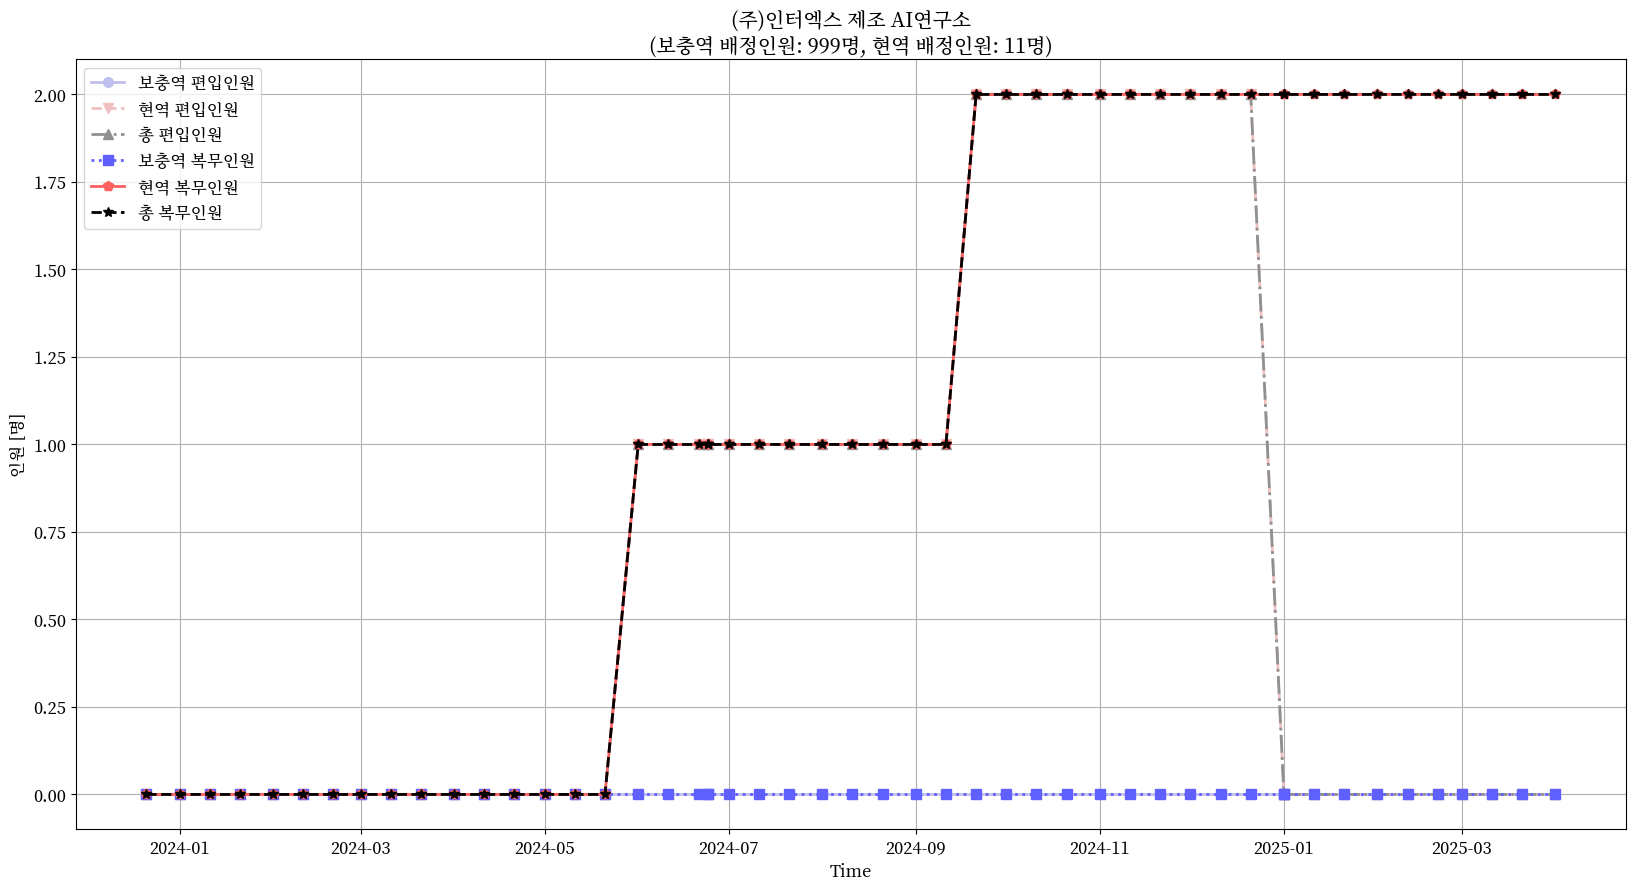 (주)인터엑스 제조 AI연구소
(보충역 배정인원: 999명, 현역 배정인원: 11명)
보충역 편입인원
현역 편입인원
총 편입인원
보충역 복무인원
현역 복무인원
총 복무인원
2.00
1.75
1.50
1.25
1.00
0.75
0.50
0.25
0.00
인원 [명]
2024-01
2024-03
2024-05
2024-07
2024-09
2024-11
2025-01
2025-03
Time